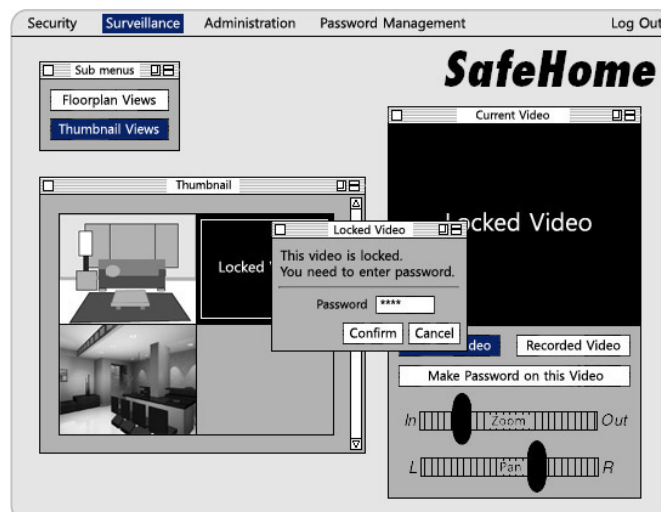 Security Surveillance Administration Password Management Log Out
SafeHome
Sub menus
Floorplan Views
Thumbnail Views
Current Video
Locked Video
Thumbnail
Locked
Locked Video
This video is locked.
You need to enter password.
Password ****
Confirm Cancel
Recorded Video
Make Password on this Video
In Zoom Out
L Pan R